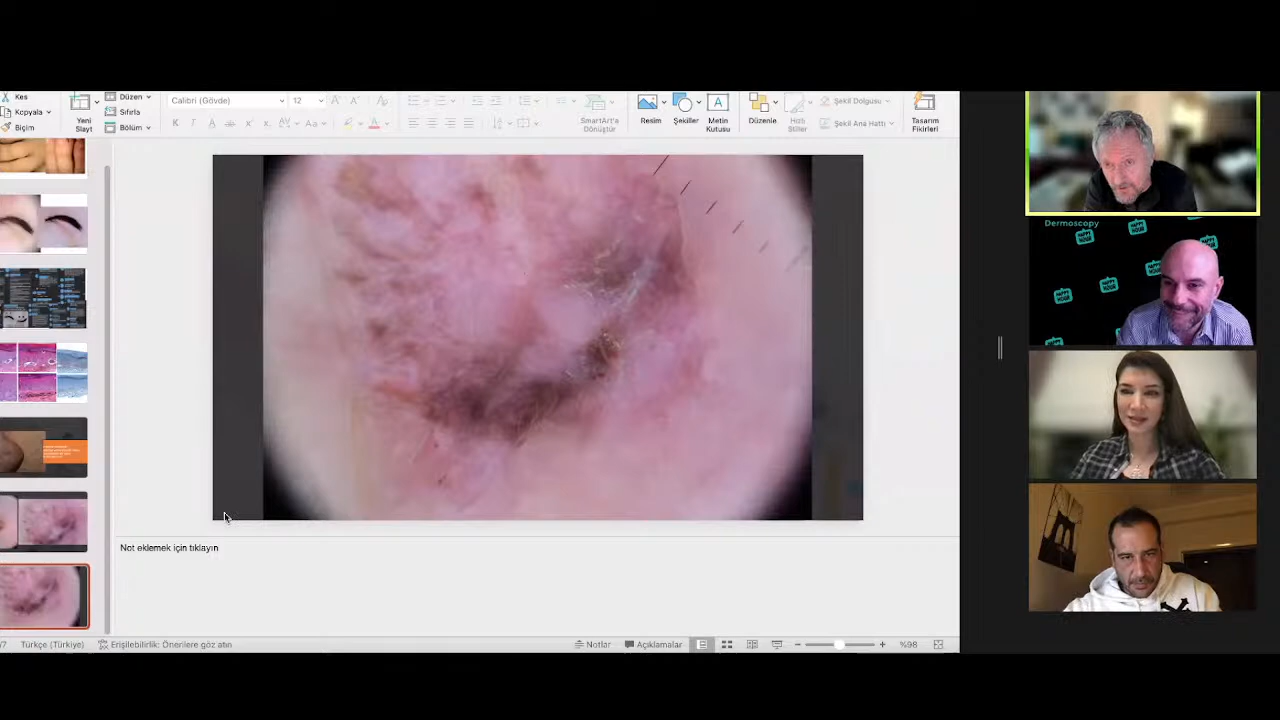 Kes
Kopyala
Biçim
Yeni
Slayt
Düzen
Sıfırla
Bölüm
Calibri (Gövde)
12
SmartArt'a
Dönüştür
Resim
Şekiller
Metin
Kutusu
Düzenle
Hızlı
Stiller
Şekil Dolgusu
Şekil Ana Hattı
Tasarım
Fikirleri
Dermoscopy
Not eklemek için tıklayın
Türkçe (Türkiye)
Erişilebilirlik: Önerilere göz atın
Notlar
Açıklamalar
%98